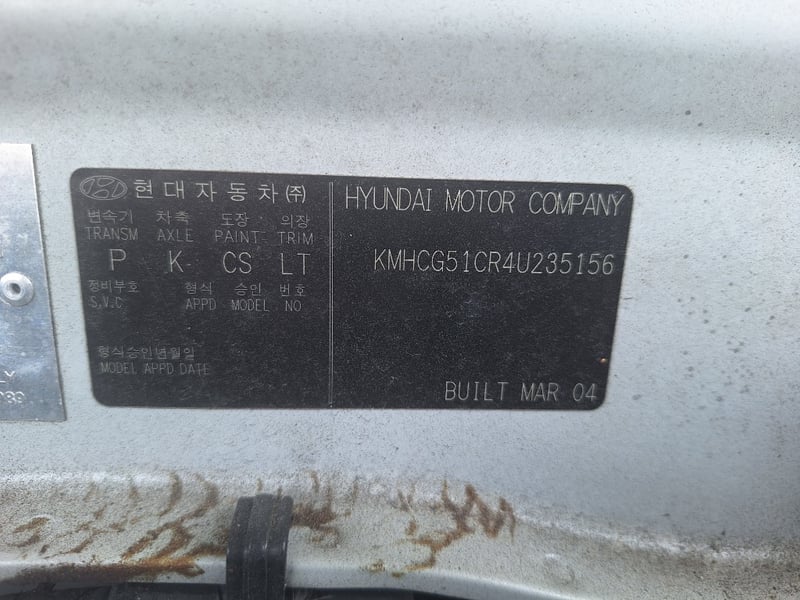 현대자동차(주)
변속기 차축 도장 의장
TRANSM AXLE PAINT TRIM
P K CS LT
정비부호 형식 승인 번호
S.V.C APPD MODEL NO
형식승인년월일
MODEL APPD DATE
HYUNDAI MOTOR COMPANY
KMHCG51CR4U235156
BUILT MAR 04
LY